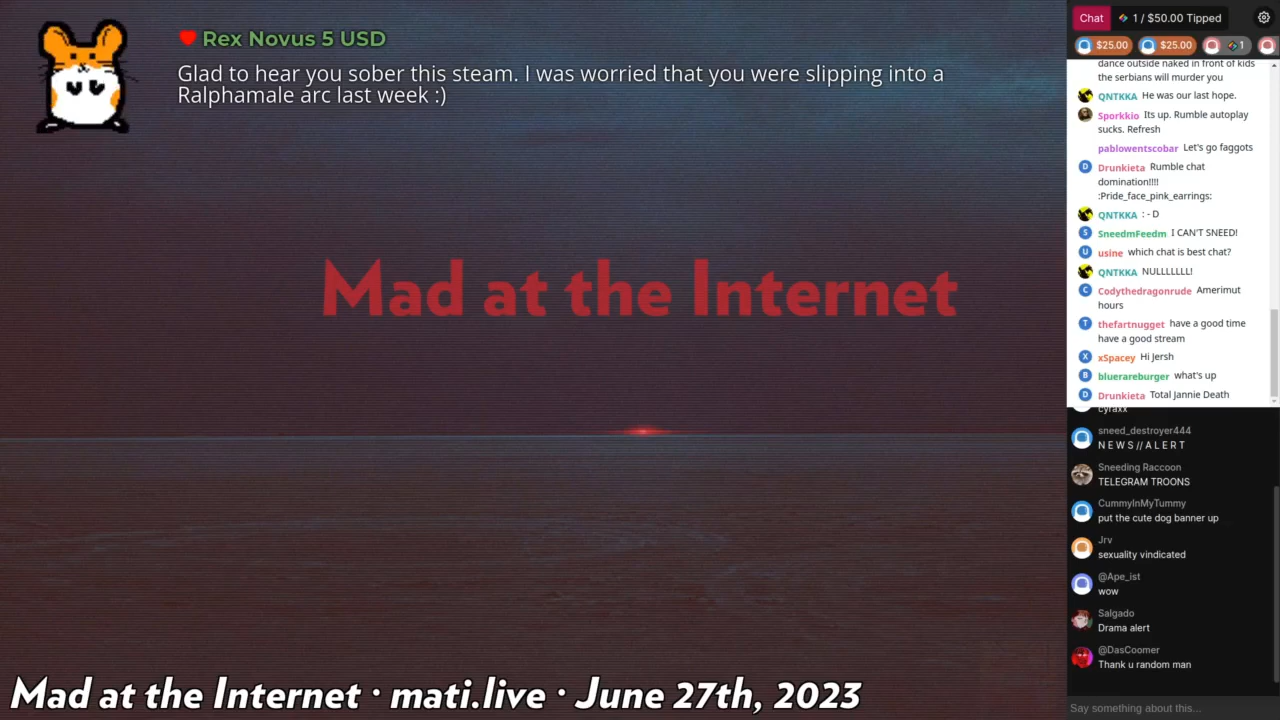 Rex Novus 5 USD
Glad to hear you sober this steam. I was worried that you were slipping into a
Ralphamale arc last week :)
Mad at the Internet
Mad at the Internet · mati.live · June 27th, 2023
Chat
1 / $50.00 Tipped
$25.00
$25.00
1
dance outside naked in front of kids
the serbians will murder you
QNTKKA He was our last hope.
Sporkkio Its up. Rumble autoplay
sucks. Refresh
pablowentscobar Let's go faggots
D
Drunkieta Rumble chat
domination!!!!
:Pride_face_pink_earrings:
QNTKKA : - D
S
SneedmFeedm I CAN'T SNEED!
U
usine which chat is best chat?
QNTKKA NULLLLLLL!
C
Codythedragonrude Amerimut
hours
T
thefartnugget have a good time
have a good stream
X
xSpacey Hi Jersh
B
bluerareburger what's up
D
Drunkieta Total Jannie Death
cyraxx
sneed_destroyer444
N E W S // A L E R T
Sneeding Raccoon
TELEGRAM TROONS
CummyInMyTummy
put the cute dog banner up
Jrv
sexuality vindicated
@Ape_ist
wow
Salgado
Drama alert
@DasCoomer
Thank u random man
Say something about this...